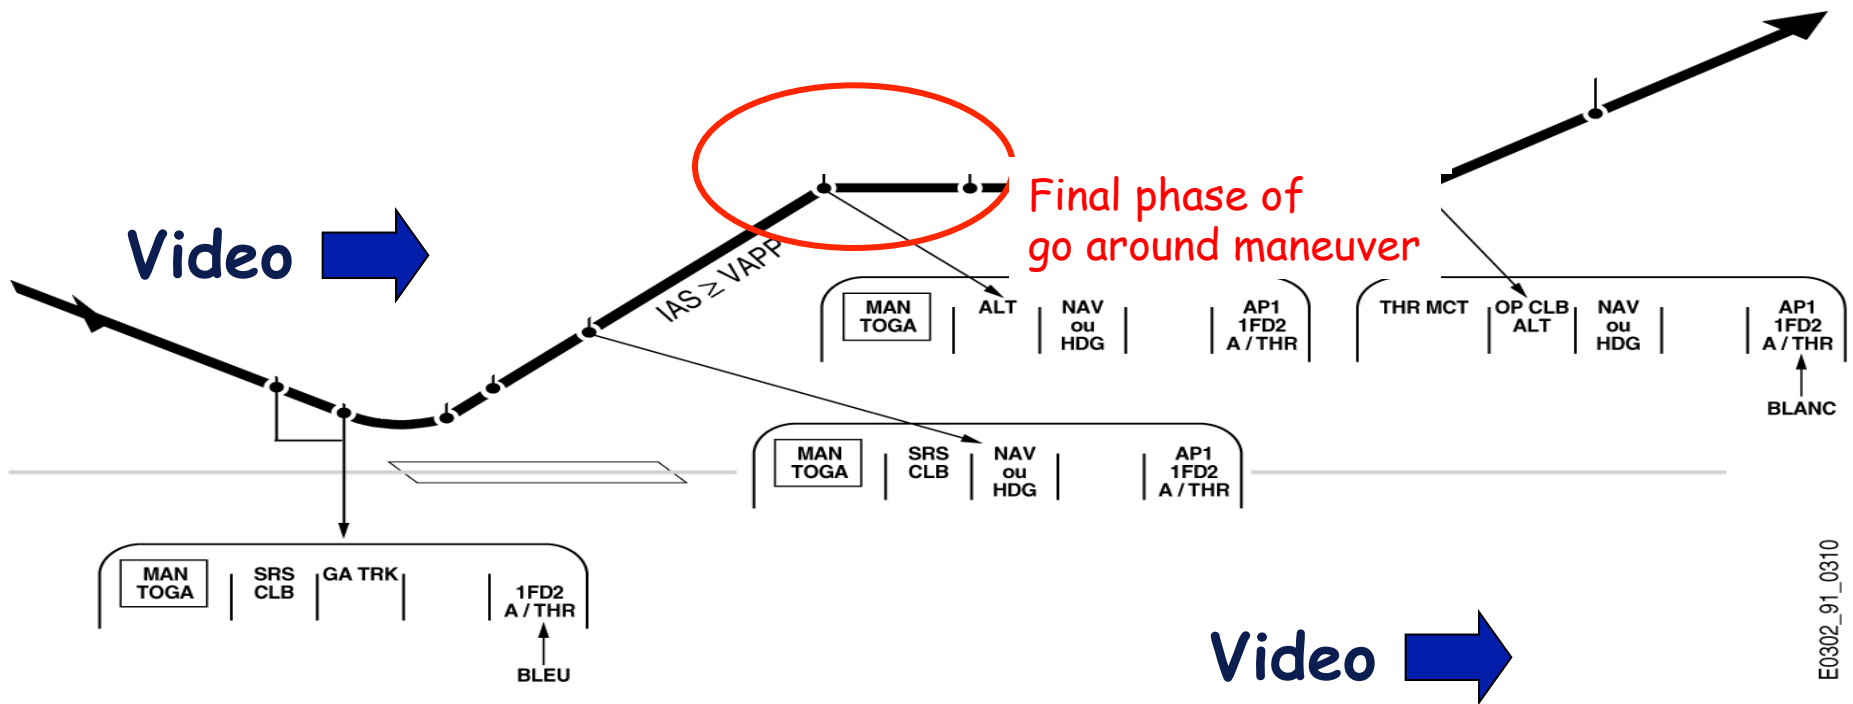 Final phase of
go around maneuver
Video
IAS ≥ VAPP
MAN
TOGA
ALT
NAV
ou
HDG
AP1
1FD2
A / THR
THR MCT
OP CLB
ALT
NAV
ou
HDG
AP1
1FD2
A / THR
BLANC
MAN
TOGA
SRS
CLB
NAV
ou
HDG
AP1
1FD2
A / THR
MAN
TOGA
SRS
CLB
GA TRK
1FD2
A / THR
BLEU
Video
E0302_91_0310